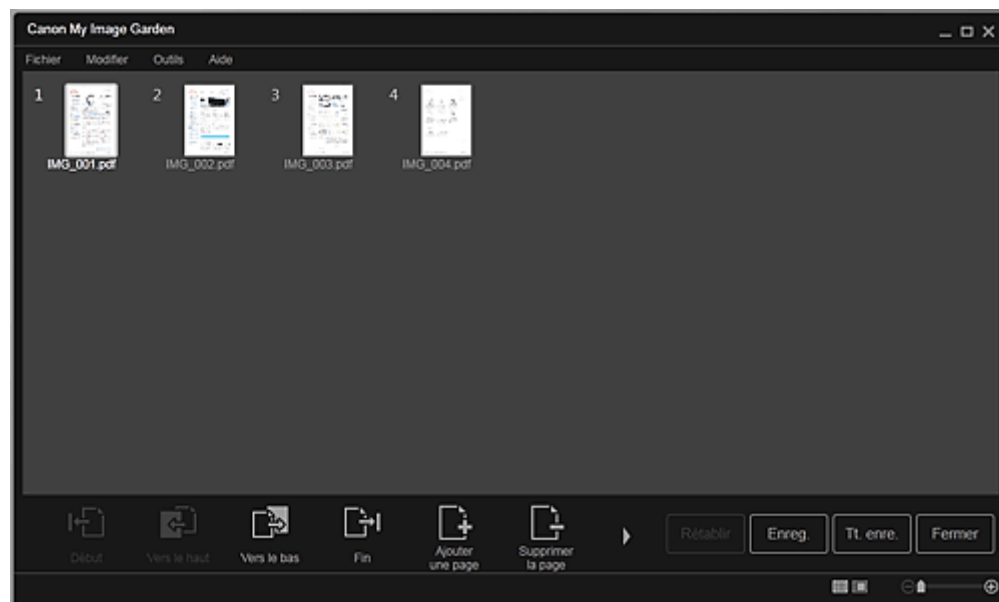 Canon My Image Garden
Fichier Modifier Outils Aide
1 2 3 4
IMG_001.pdf IMG_002.pdf IMG_003.pdf IMG_004.pdf
Début Vers le haut Vers le bas Fin Ajouter une page Supprimer la page Rétablir Enreg. Tt. enre. Fermer